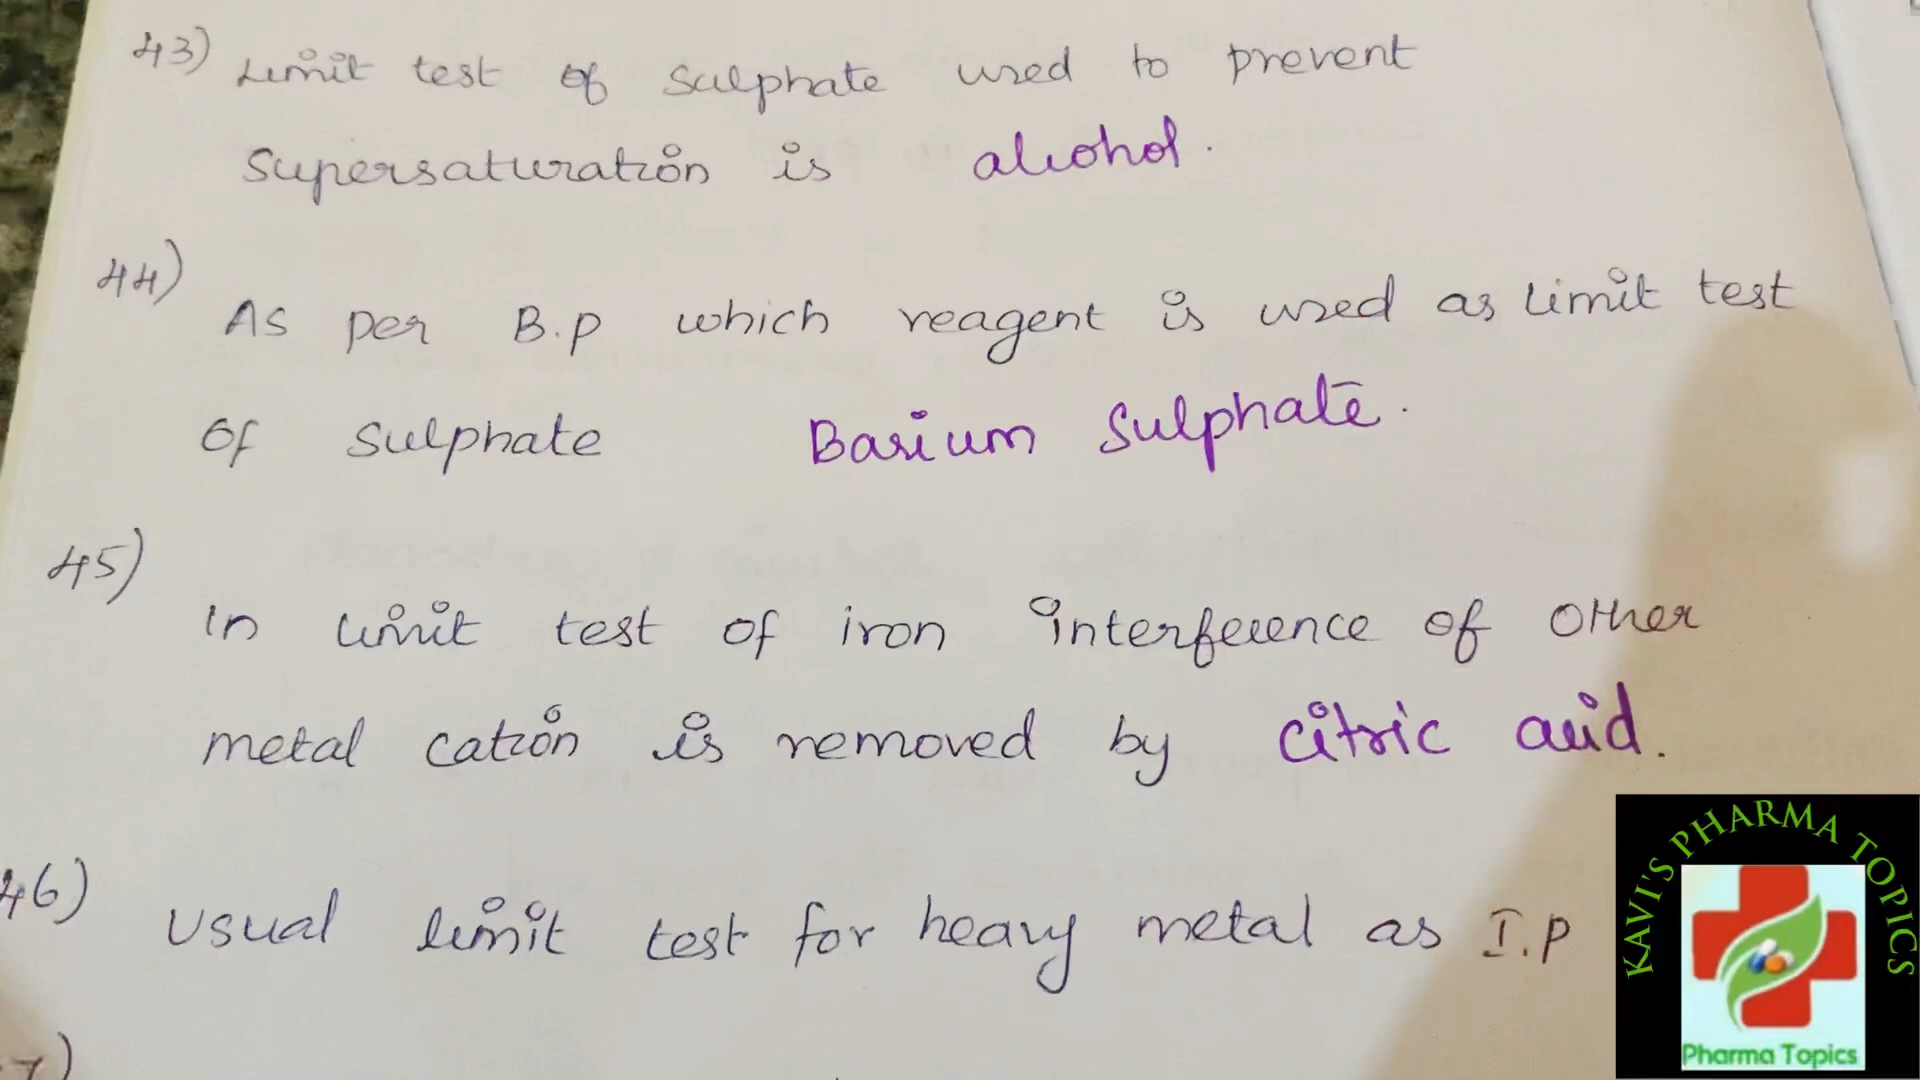 43) Limit test of Sulphate used to prevent
Supersaturation is alcohol.
44) As per B.p which reagent is used as limit test
of sulphate Barium Sulphate.
45) In limit test of iron interference of other
metal cation is removed by Citric acid.
46) Usual limit test for heavy metal as I.p
KAVI'S PHARMA TOPICS
Pharma Topics